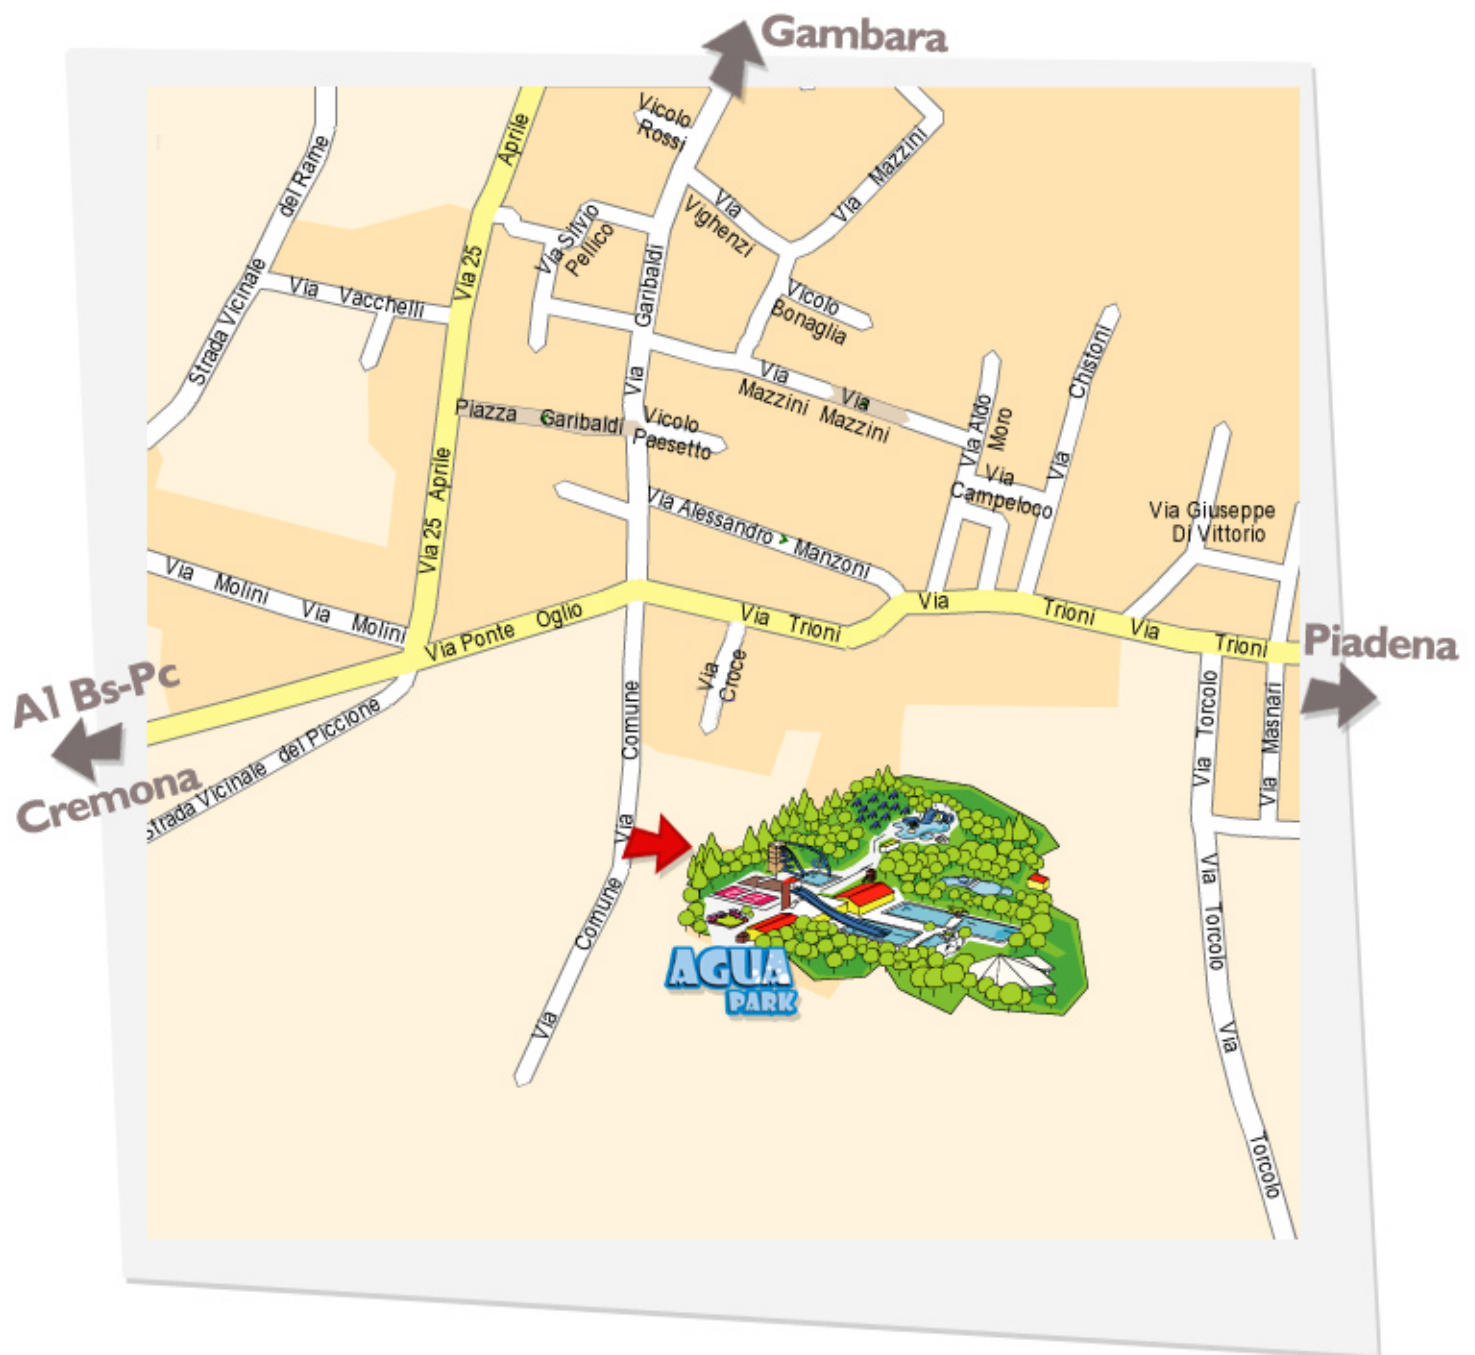 Gambara
Vicolo
Rossi
Aprile
Via Mazzini
del Rame
Via
Vighenzi
Via Silvio
Pellico
Via 25
Garibaldi
Strada Vicinale
Via Vacchelli
Vicolo
Bonaglia
Via
Chistoni
Via
Mazzini
Via
Mazzini
Via
Piazza Garibaldi
Vicolo
Paesetto
Via Aldo
Moro
Via
Via
Campeloco
Aprile
Via 25
Via Alessandro Manzoni
Via Giuseppe
Di Vittorio
Via Molini
Via Molini
Via Ponte Oglio
Via Trioni
Via Trioni
Via Trioni
Piadena
A1 Bs-Pc
Cremona
Strada Vicinale del Piccione
Via
Croce
Comune
Via
Via Torcolo
Via Masnari
Comune
Via
Via Torcolo
Via
Torcolo
AGUA
PARK